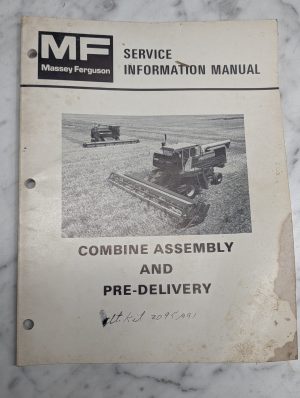 MF
Massey Ferguson
SERVICE
INFORMATION MANUAL
COMBINE ASSEMBLY
AND
PRE-DELIVERY